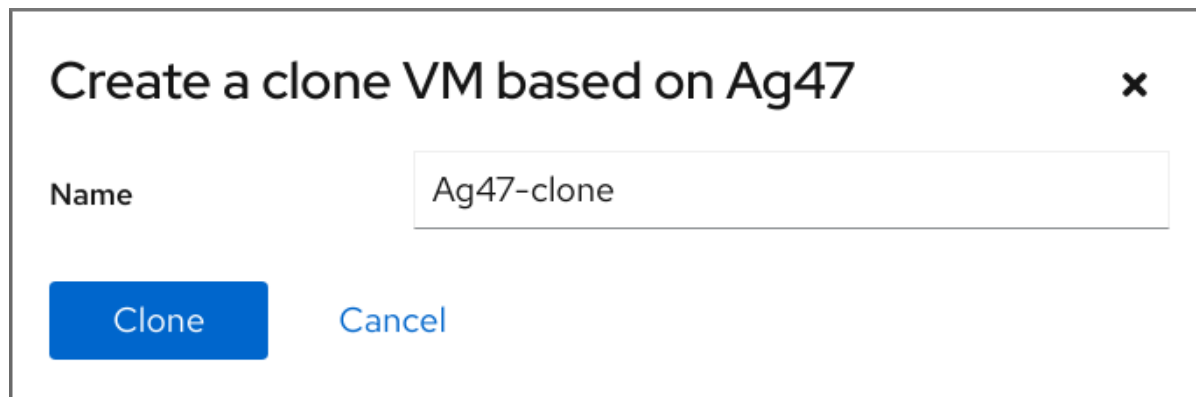 Create a clone VM based on Ag47
Name
Ag47-clone
Clone
Cancel